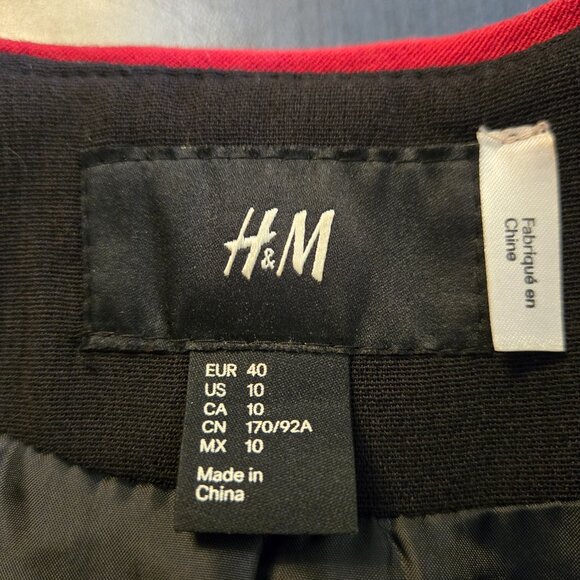 H&M
Fabriqué en
Chine
EUR 40
US 10
CA 10
CN 170/92A
MX 10
Made in
China